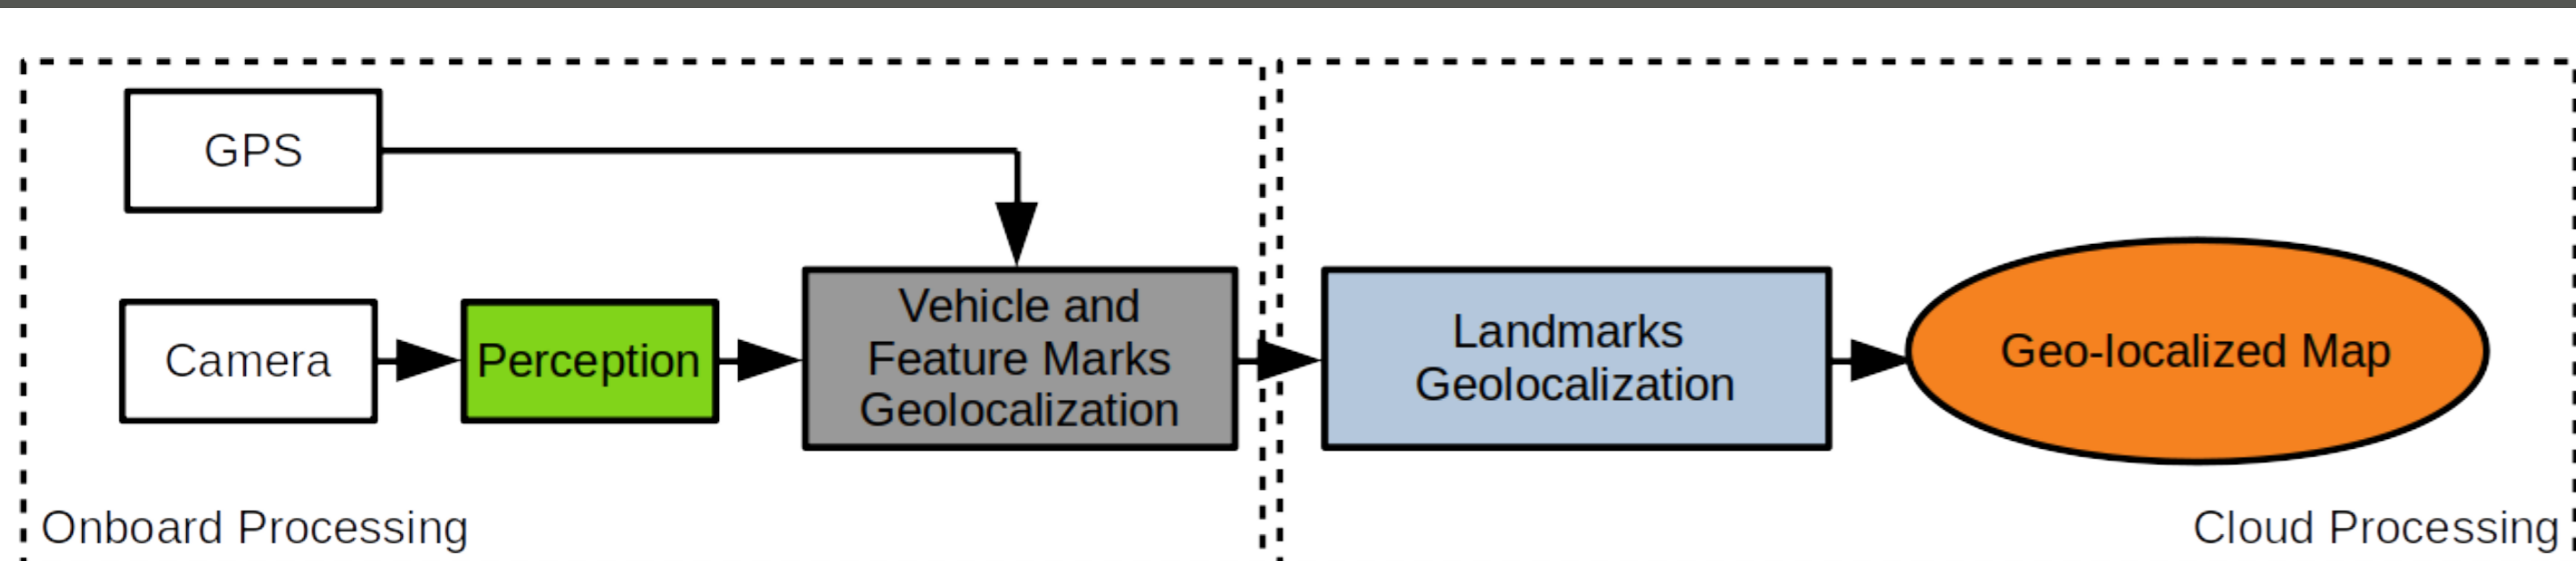 GPS
Camera
Perception
Vehicle and
Feature Marks
Geolocalization
Landmarks
Geolocalization
Geo-localized Map
Onboard Processing
Cloud Processing